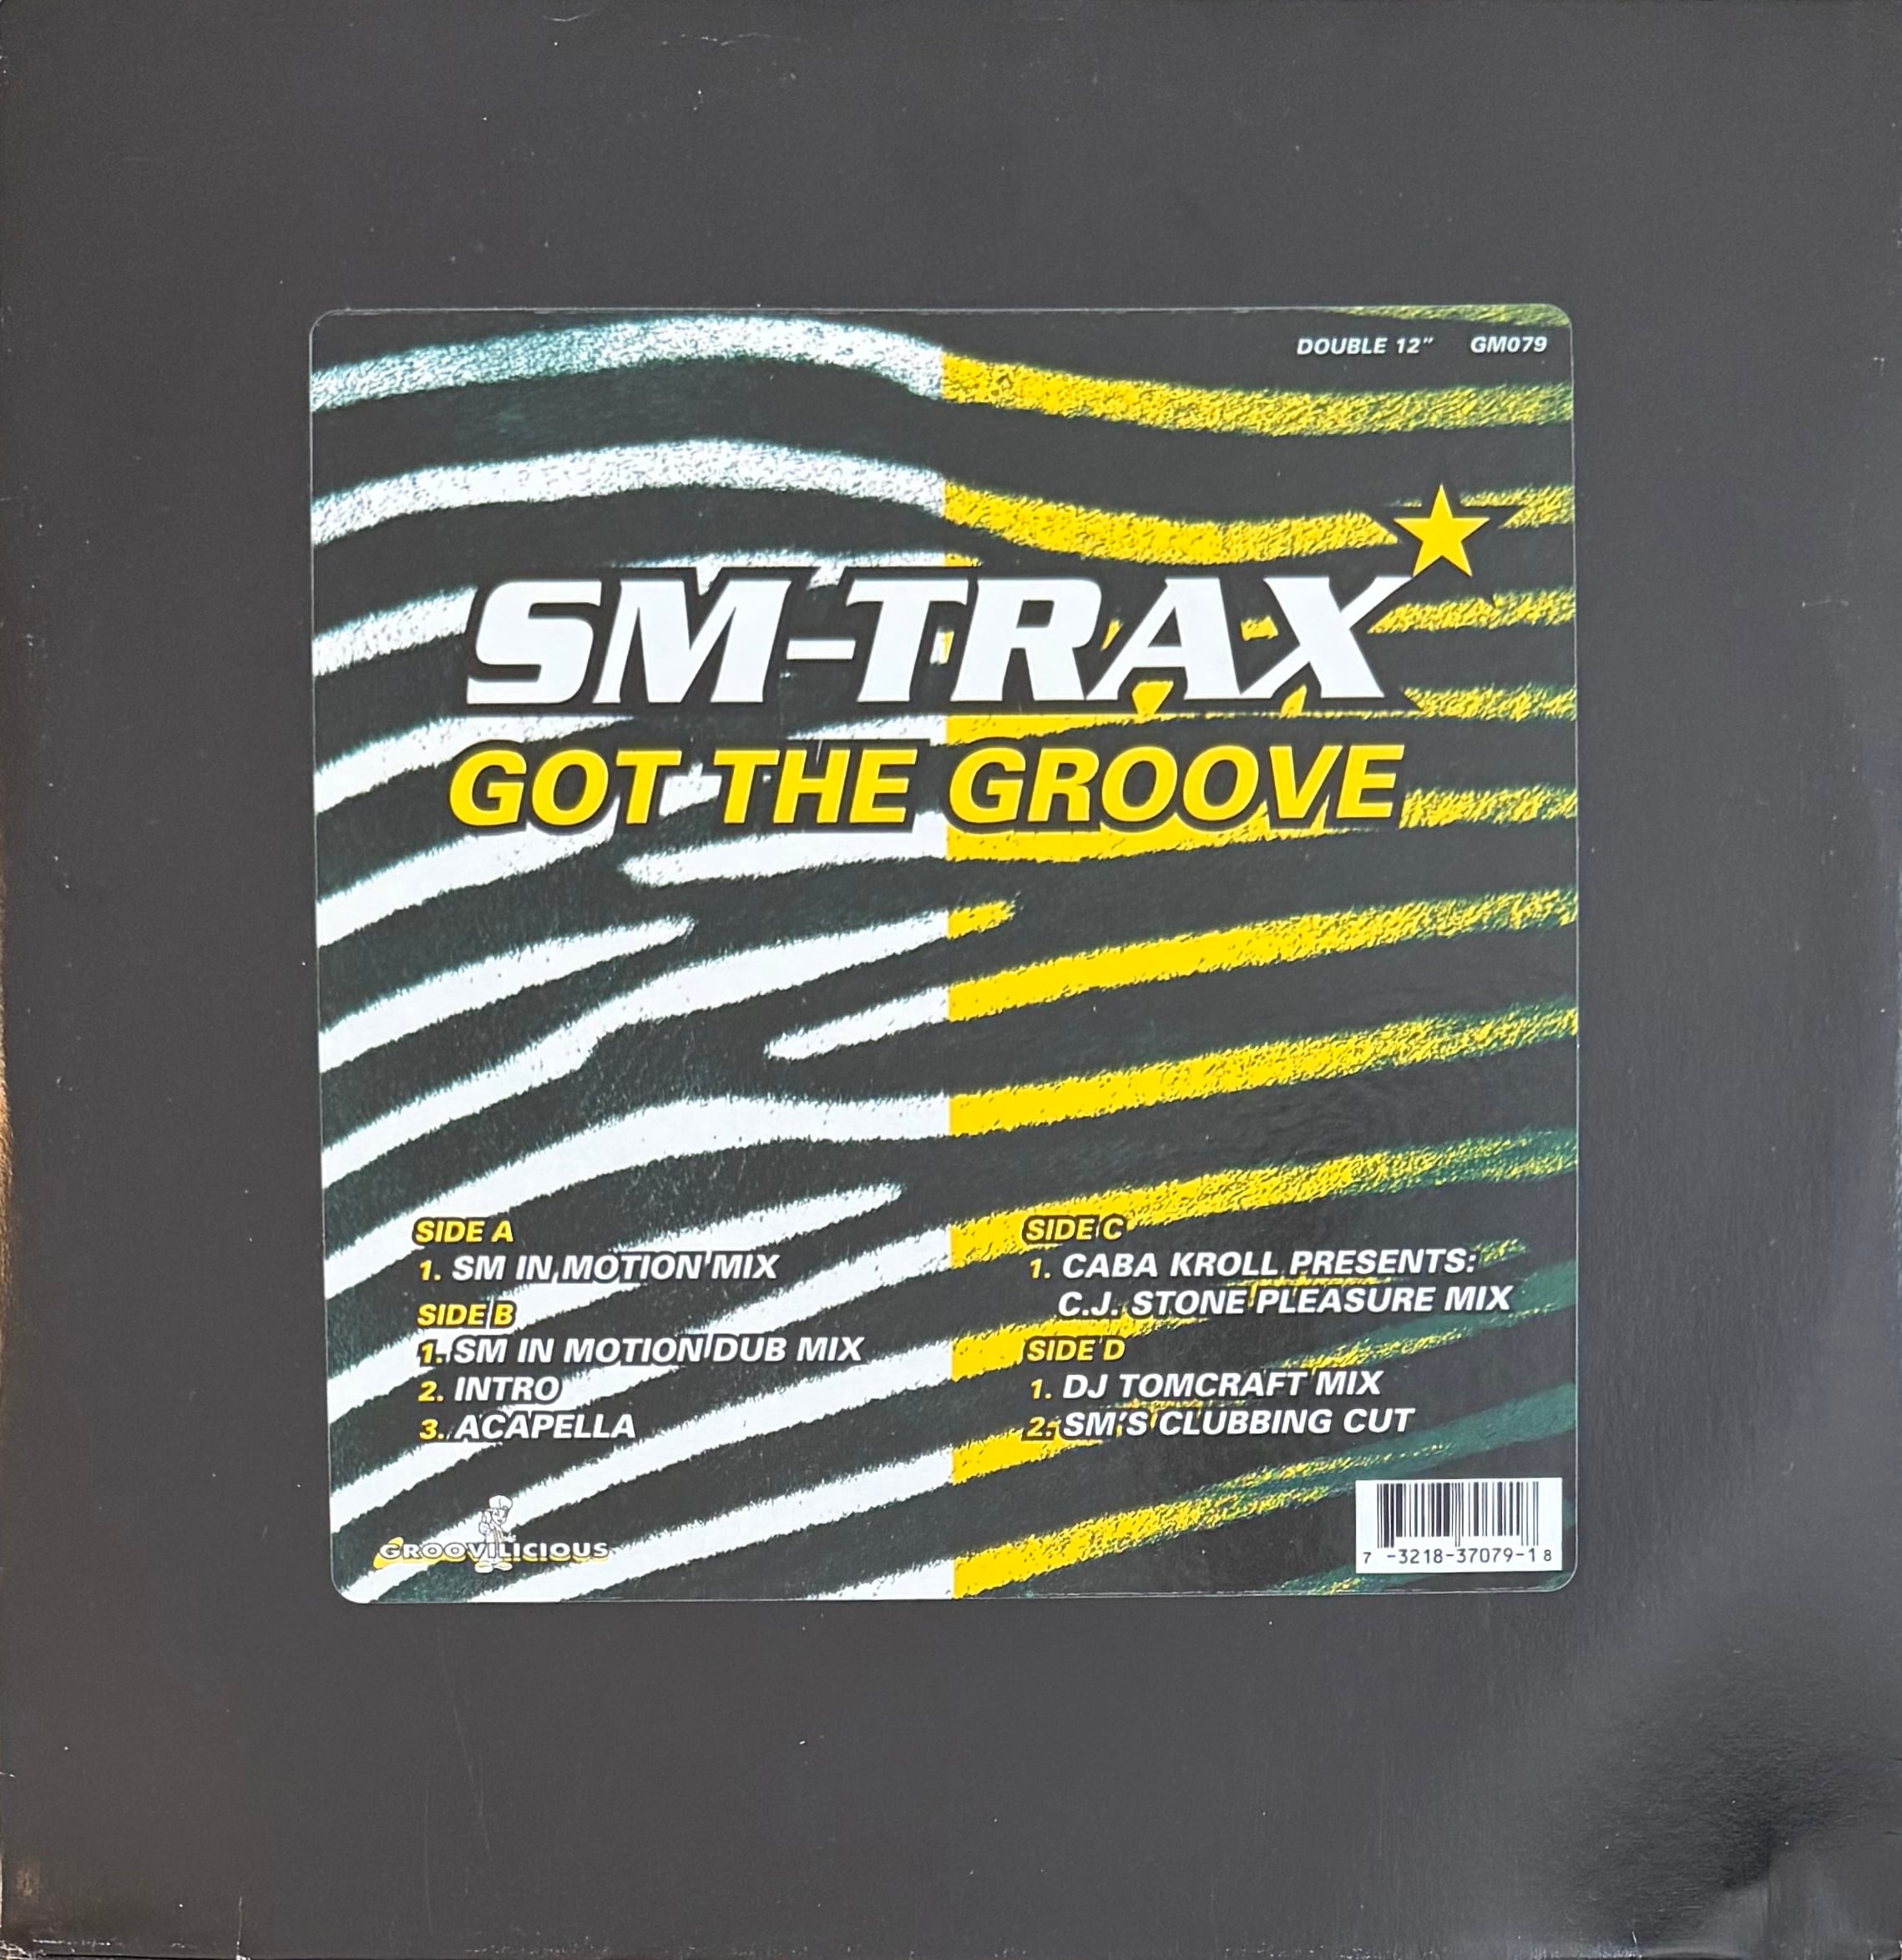 DOUBLE 12" GM079
SM-TRAX
GOT THE GROOVE
SIDE A
1. SM IN MOTION MIX
SIDE B
1. SM IN MOTION DUB MIX
2. INTRO
3. ACAPELLA
SIDE C
1. CABA KROLL PRESENTS:
C.J. STONE PLEASURE MIX
SIDE D
1. DJ TOMCRAFT MIX
2. SM'S CLUBBING CUT
GROOVILICIOUS
7 -3218-37079-1 8